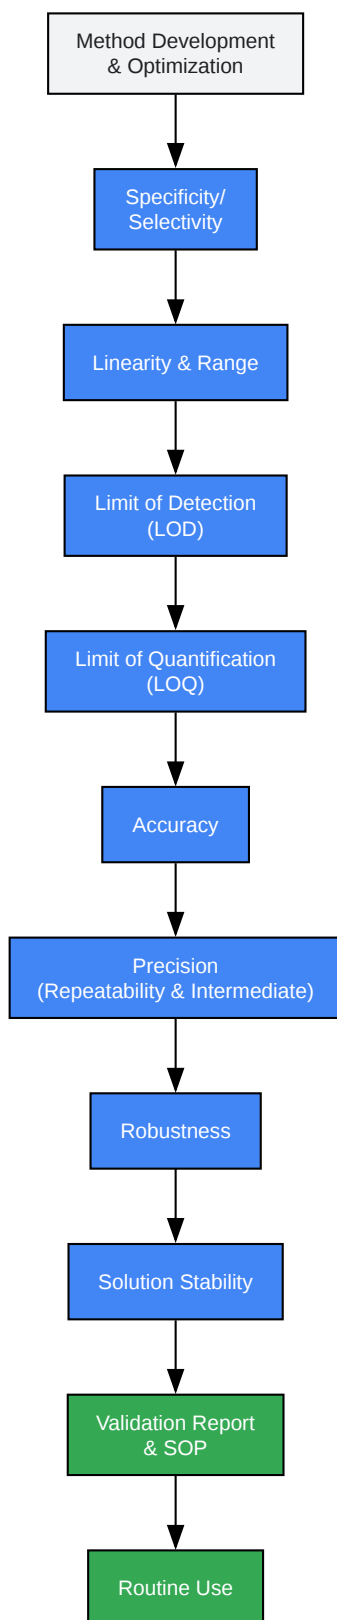 Method Development
& Optimization
Specificity/
Selectivity
Linearity & Range
Limit of Detection
(LOD)
Limit of Quantification
(LOQ)
Accuracy
Precision
(Repeatability & Intermediate)
Robustness
Solution Stability
Validation Report
& SOP
Routine Use